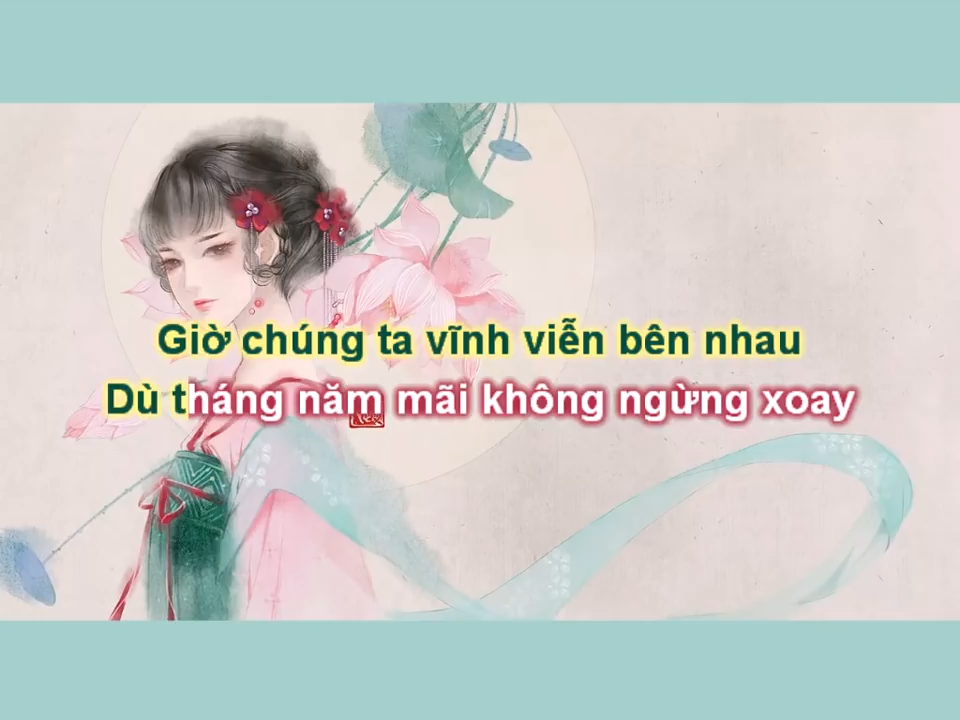 Giờ chúng ta vĩnh viễn bên nhau
Dù tháng năm mãi không ngừng xoay